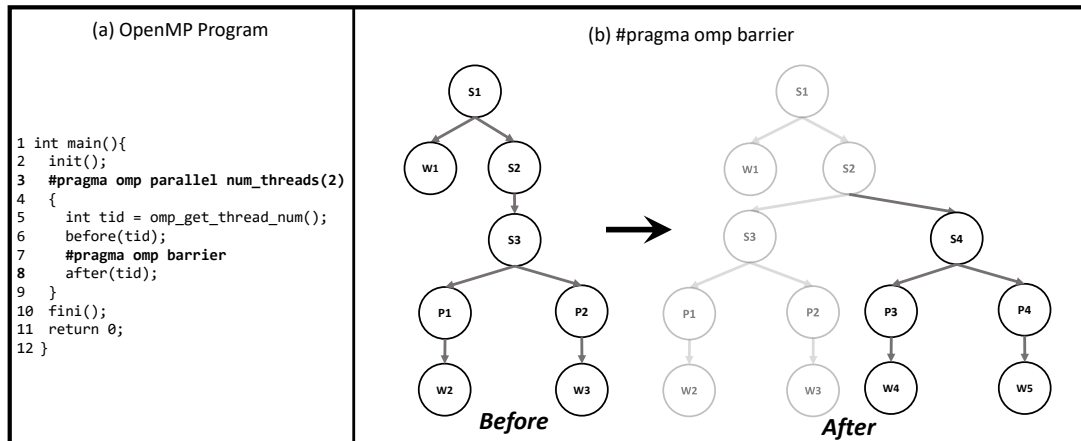 (a) OpenMP Program
1 int main(){
2 init();
3 #pragma omp parallel num_threads(2)
4 {
5 int tid = omp_get_thread_num();
6 before(tid);
7 #pragma omp barrier
8 after(tid);
9 }
10 fini();
11 return 0;
12 }
(b) #pragma omp barrier
S1
W1 S2
S3
P1 P2
W2 W3
Before
S1
W1 S2
S3 S4
P1 P2 P3 P4
W2 W3 W4 W5
After